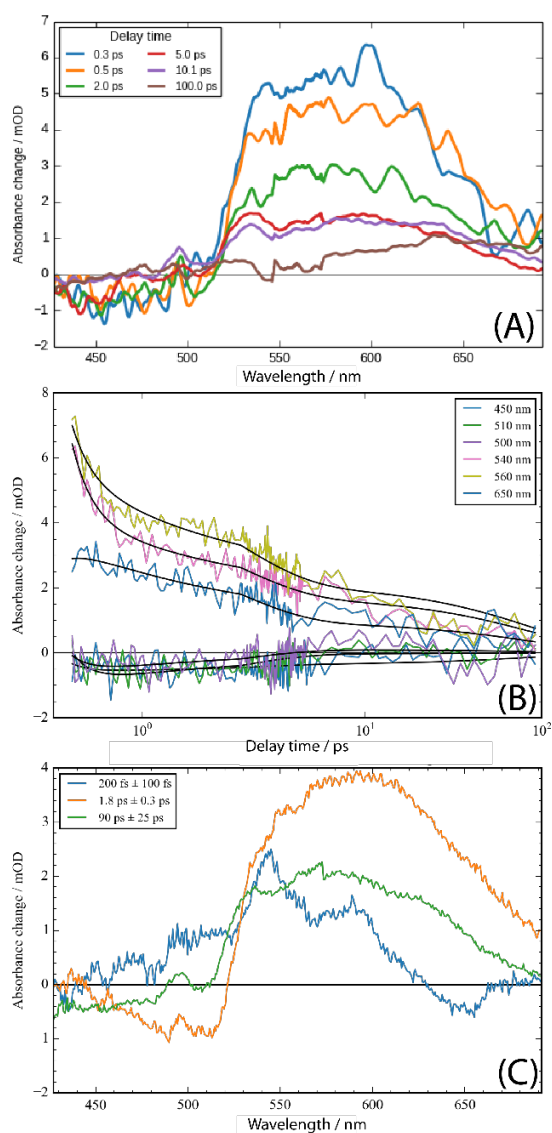 7
6
5
4
3
2
1
0
−1
−2
Absorbance change / mOD
Delay time
0.3 ps
0.5 ps
2.0 ps
5.0 ps
10.1 ps
100.0 ps
(A)
450 500 550 600 650
Wavelength / nm
8
6
4
2
0
−2
Absorbance change / mOD
450 nm
510 nm
500 nm
540 nm
560 nm
650 nm
(B)
10⁰ 10¹ 10²
Delay time / ps
4
3
2
1
0
1
−2
Absorbance change / mOD
200 fs ± 100 fs
1.8 ps ± 0.3 ps
90 ps ± 25 ps
(C)
450 500 550 600 650
Wavelength / nm